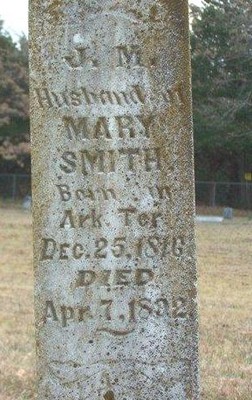 J. M.
Husband of
MARY
SMITH.
Born in
Ark. Ter.
Dec. 25, 1816.
DIED
Apr. 7, 1892.